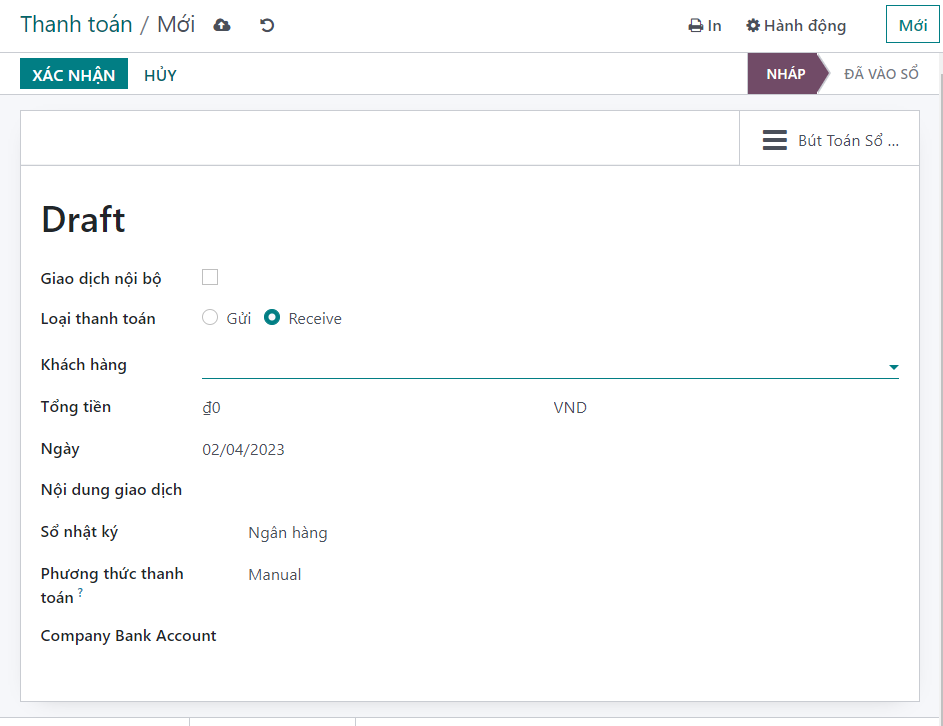 Thanh toán / Mới
In
Hành động
Mới
XÁC NHẬN
HỦY
NHÁP
ĐÃ VÀO SỔ
Bút Toán Sổ ...
Draft
Giao dịch nội bộ
Loại thanh toán
Gửi
Receive
Khách hàng
Tổng tiền
₫0
VND
Ngày
02/04/2023
Nội dung giao dịch
Sổ nhật ký
Ngân hàng
Phương thức thanh
toán ?
Manual
Company Bank Account